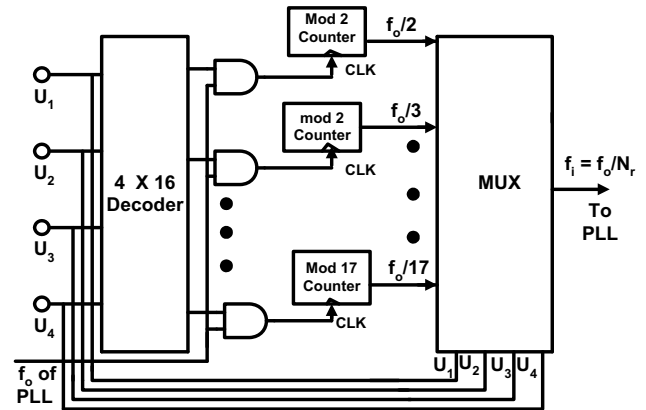 Mod 2
Counter
f_o/2
CLK
U_1
mod 2
Counter
f_o/3
CLK
U_2
4 X 16
Decoder
MUX
f_i = f_o/N_r
To
PLL
U_3
Mod 17
Counter
f_o/17
CLK
U_4
f_o of
PLL
U_1 U_2 U_3 U_4